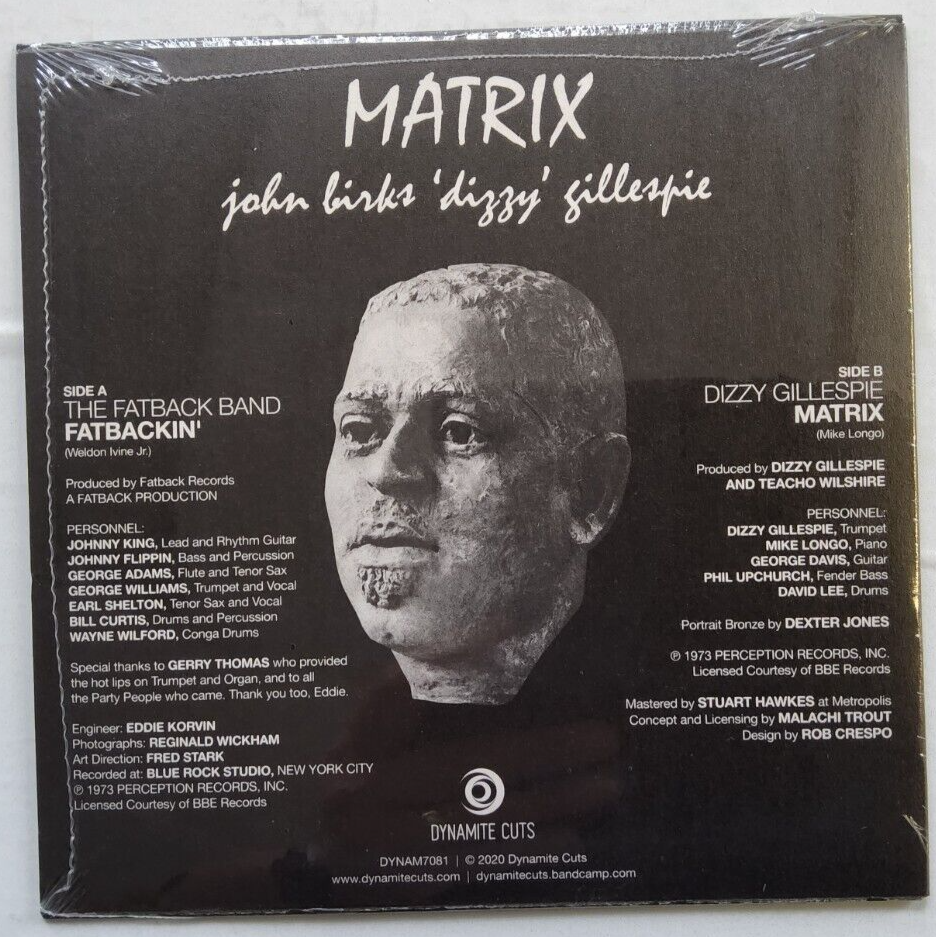 MATRIX
john birks 'dizzy' gillespie
SIDE A
THE FATBACK BAND
FATBACKIN'
(Weldon Ivine Jr.)
Produced by Fatback Records
A FATBACK PRODUCTION
PERSONNEL:
JOHNNY KING, Lead and Rhythm Guitar
JOHNNY FLIPPIN, Bass and Percussion
GEORGE ADAMS, Flute and Tenor Sax
GEORGE WILLIAMS, Trumpet and Vocal
EARL SHELTON, Tenor Sax and Vocal
BILL CURTIS, Drums and Percussion
WAYNE WILFORD, Conga Drums
Special thanks to GERRY THOMAS who provided
the hot lips on Trumpet and Organ, and to all
the Party People who came. Thank you too, Eddie.
Engineer: EDDIE KORVIN
Photographs: REGINALD WICKHAM
Art Direction: FRED STARK
Recorded at: BLUE ROCK STUDIO, NEW YORK CITY
℗ 1973 PERCEPTION RECORDS, INC.
Licensed Courtesy of BBE Records
SIDE B
DIZZY GILLESPIE
MATRIX
(Mike Longo)
Produced by DIZZY GILLESPIE
AND TEACHO WILSHIRE
PERSONNEL:
DIZZY GILLESPIE, Trumpet
MIKE LONGO, Piano
GEORGE DAVIS, Guitar
PHIL UPCHURCH, Fender Bass
DAVID LEE, Drums
Portrait Bronze by DEXTER JONES
℗ 1973 PERCEPTION RECORDS, INC.
Licensed Courtesy of BBE Records
Mastered by STUART HAWKES at Metropolis
Concept and Licensing by MALACHI TROUT
Design by ROB CRESPO
DYNAMITE CUTS
DYNAM7081 | © 2020 Dynamite Cuts
www.dynamitecuts.com | dynamitecuts.bandcamp.com